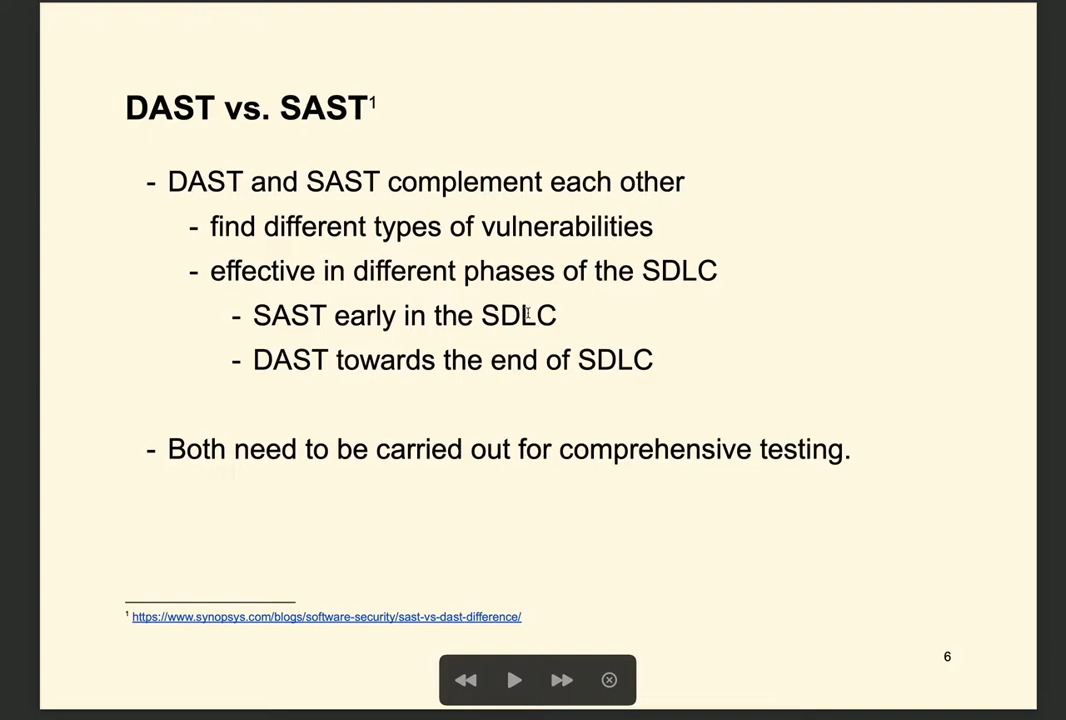 DAST vs. SAST¹
- DAST and SAST complement each other
- find different types of vulnerabilities
- effective in different phases of the SDLC
- SAST early in the SDLC
- DAST towards the end of SDLC
- Both need to be carried out for comprehensive testing.
¹ https://www.synopsys.com/blogs/software-security/sast-vs-dast-difference/
6